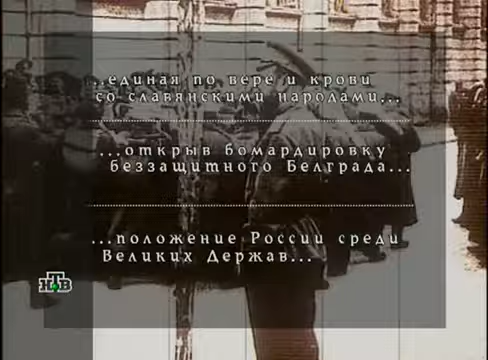 ..единая по вере и крови
со славянскими народами...
...открыв бомардировку
беззащитного Белграда...
...положение России среди
Великих Держав...
НТВ